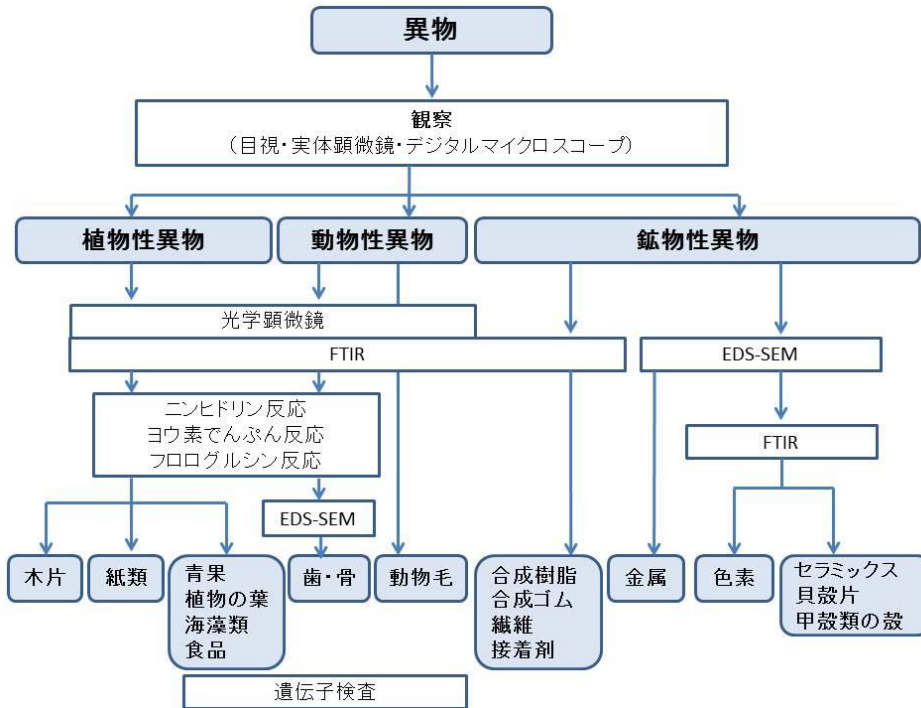 異物
観察
(目視・実体顕微鏡・デジタルマイクロスコープ)
植物性異物
動物性異物
鉱物性異物
光学顕微鏡
FTIR
EDS-SEM
ニンヒドリン反応
ヨウ素でんぷん反応
フロログルシン反応
FTIR
EDS-SEM
木片
紙類
青果
植物の葉
海藻類
食品
歯・骨
動物毛
合成樹脂
合成ゴム
繊維
接着剤
金属
色素
セラミックス
貝殻片
甲殻類の殻
遺伝子検査